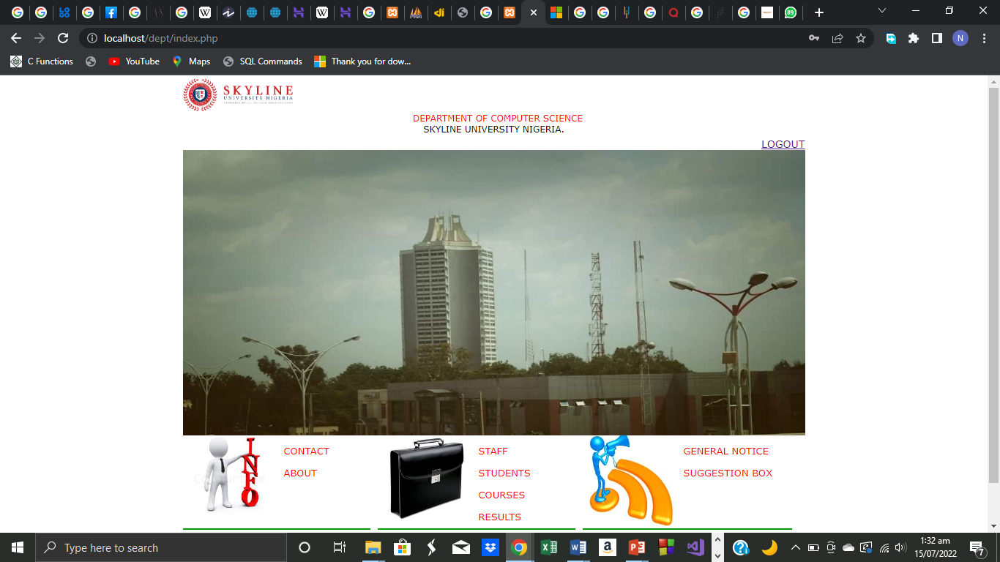 localhost/dept/index.php
N
C Functions
YouTube
Maps
SQL Commands
Thank you for dow...
SKYLINE
UNIVERSITY NIGERIA
DEPARTMENT OF COMPUTER SCIENCE
SKYLINE UNIVERSITY NIGERIA.
LOGOUT
INFO
CONTACT
ABOUT
STAFF
STUDENTS
COURSES
RESULTS
GENERAL NOTICE
SUGGESTION BOX
Type here to search
1:32 am
15/07/2022
7